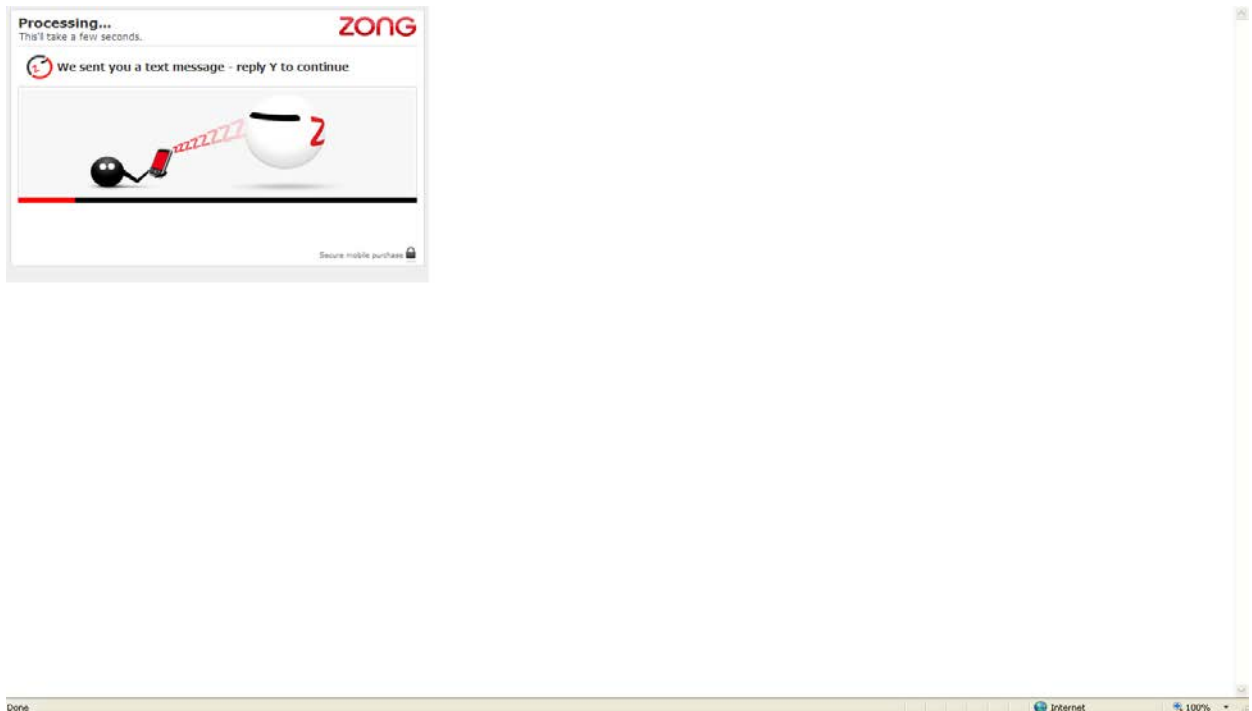 Processing...
ZONG
This'll take a few seconds.
We sent you a text message - reply Y to continue
zzzzzzz
Z
Secure mobile purchase
Done
Internet
100%